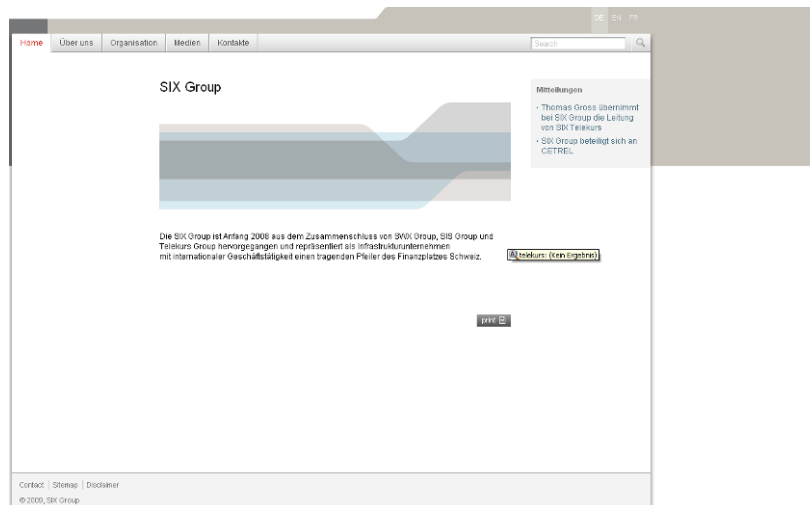 DE EN FR
Home Über uns Organisation Medien Kontakte Search
SIX Group
Mitteilungen
· Thomas Gross übernimmt
bei SIX Group die Leitung
von SIX Telekurs
· SIX Group beteiligt sich an
CETREL
Die SIX Group ist Anfang 2008 aus dem Zusammenschluss von SWX Group, SIS Group und
Telekurs Group hervorgegangen und repräsentiert als Infrastrukturunternehmen
mit internationaler Geschäftstätigkeit einen tragenden Pfeiler des Finanzplatzes Schweiz.
telekurs: (Kein Ergebnis)
print
Contact Sitemap Disclaimer
© 2009, SIX Group